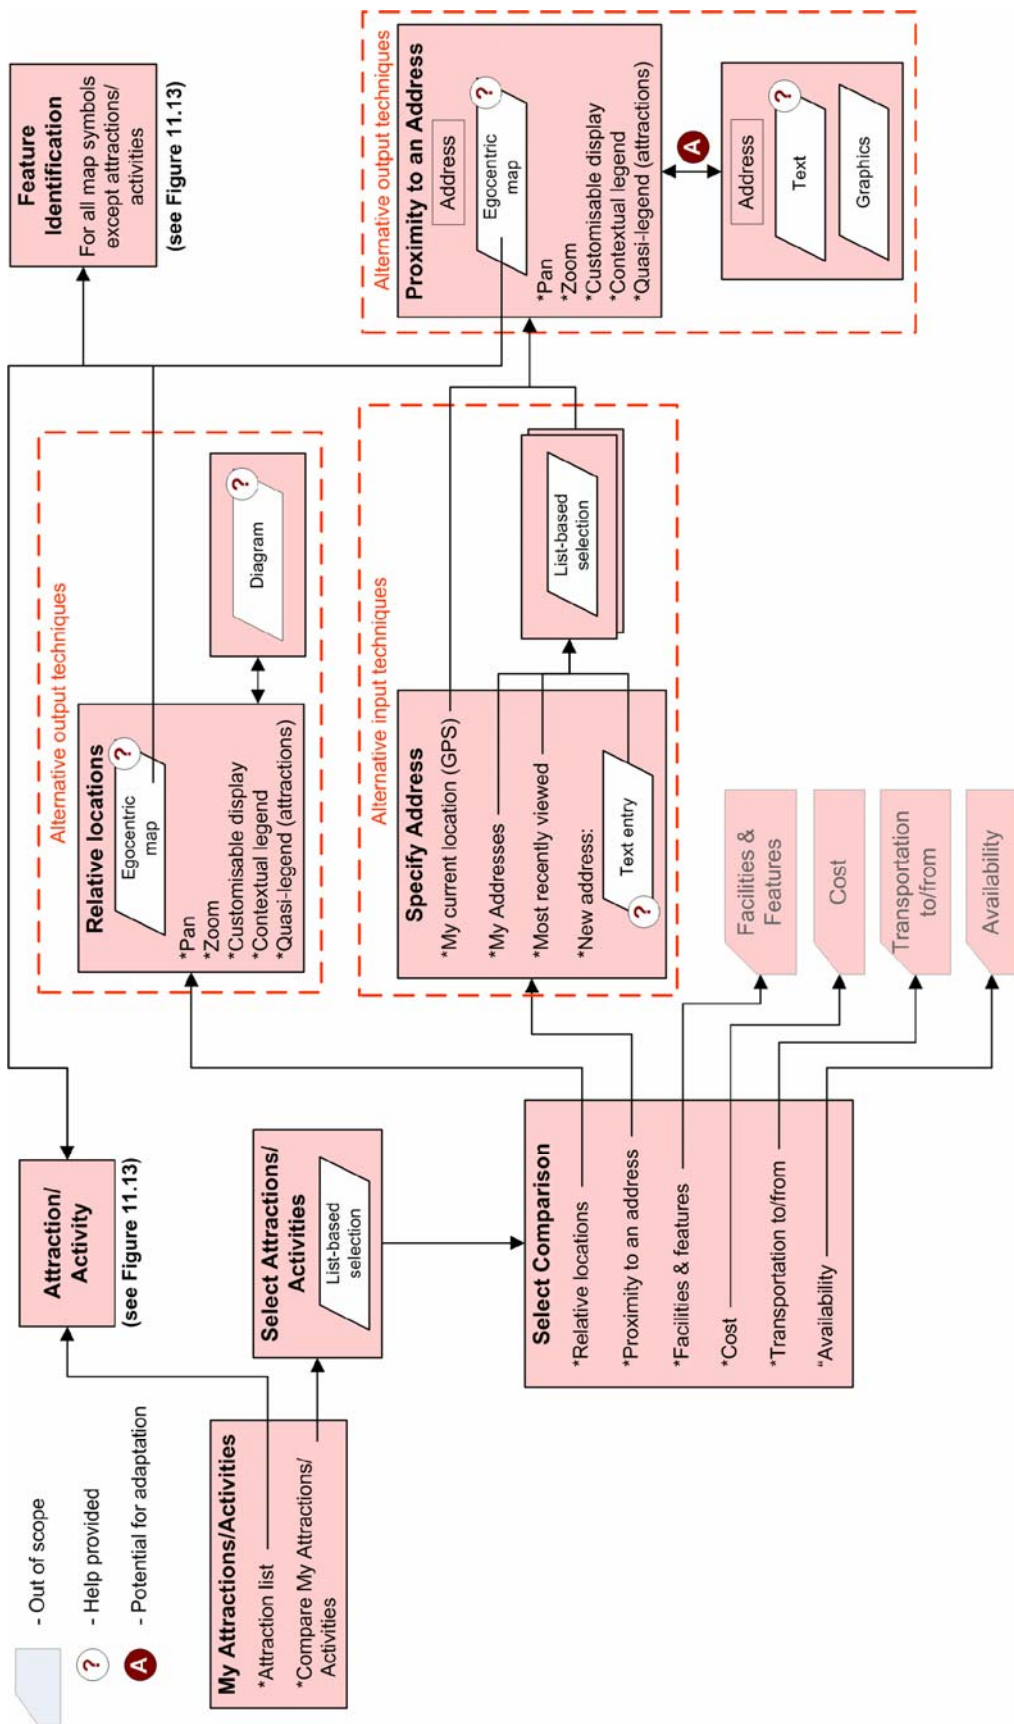 - Out of scope
- Help provided
- Potential for adaptation
?
A
My Attractions/Activities
*Attraction list
*Compare My Attractions/
Activities
Attraction/
Activity
(see Figure 11.13)
Select Attractions/
Activities
List-based
selection
Select Comparison
*Relative locations
*Proximity to an address
*Facilities & features
*Cost
*Transportation to/from
“Availability
Alternative output techniques
Relative locations
Egocentric
map
?
*Pan
*Zoom
*Customisable display
*Contextual legend
*Quasi-legend (attractions)
Diagram
?
Alternative input techniques
Specify Address
*My current location (GPS)
*My Addresses
*Most recently viewed
*New address:
Text entry
?
List-based
selection
Facilities &
Features
Cost
Transportation
to/from
Availability
Feature
Identification
For all map symbols
except attractions/
activities
(see Figure 11.13)
Alternative output techniques
Proximity to an Address
Address
Egocentric
map
?
*Pan
*Zoom
*Customisable display
*Contextual legend
*Quasi-legend (attractions)
A
Address
Text
?
Graphics